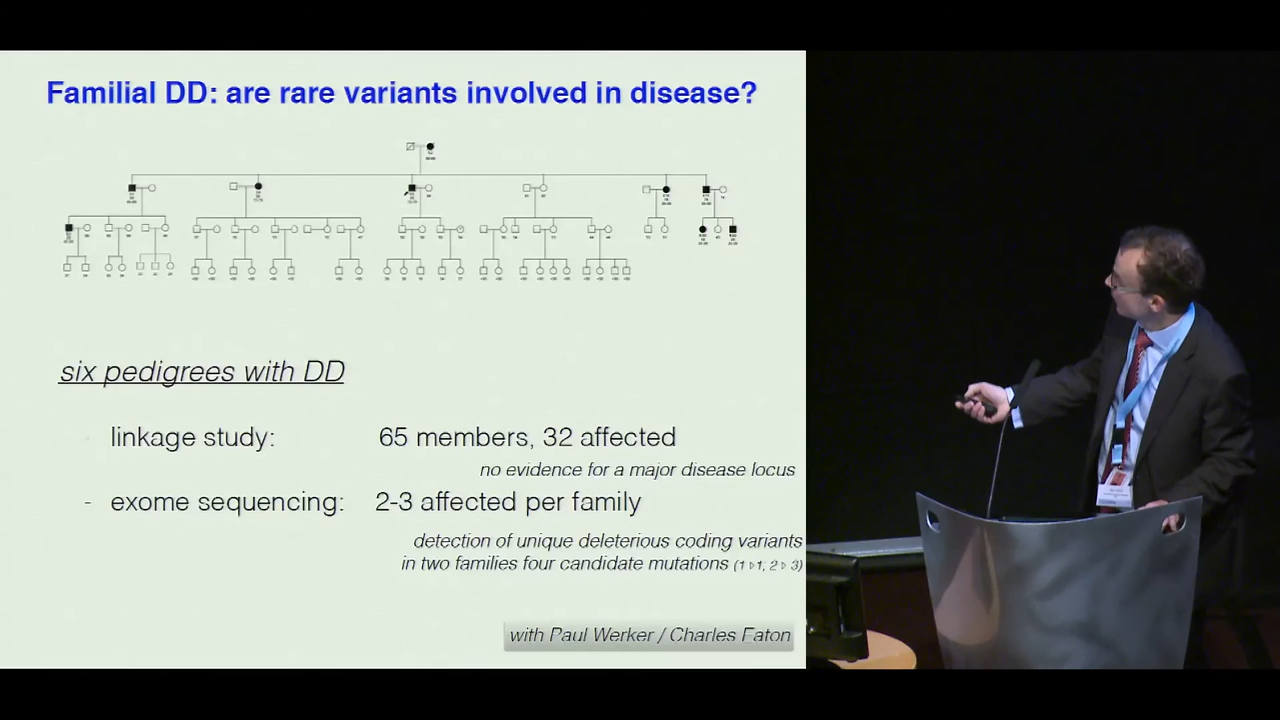 Familial DD: are rare variants involved in disease?
six pedigrees with DD
linkage study: 65 members, 32 affected
no evidence for a major disease locus
- exome sequencing: 2-3 affected per family
detection of unique deleterious coding variants
in two families four candidate mutations (1 ▹ 1, 2 ▹ 3)
with Paul Werker / Charles Eaton